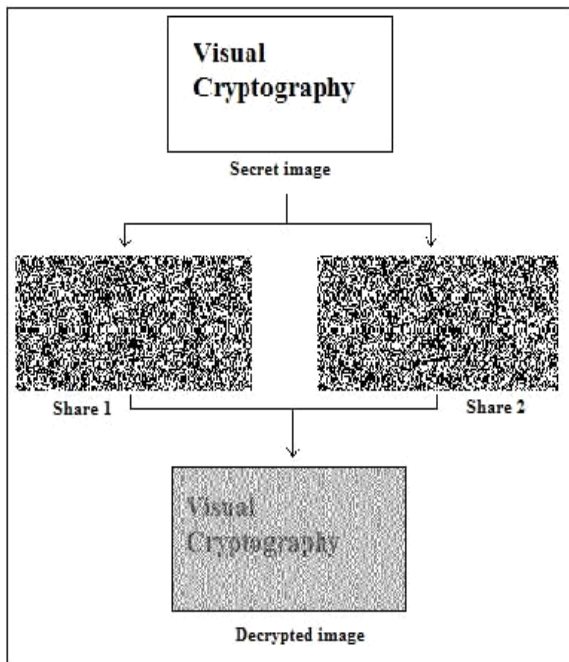 Visual
Cryptography
Secret image
Share 1
Share 2
Visual
Cryptography
Decrypted image